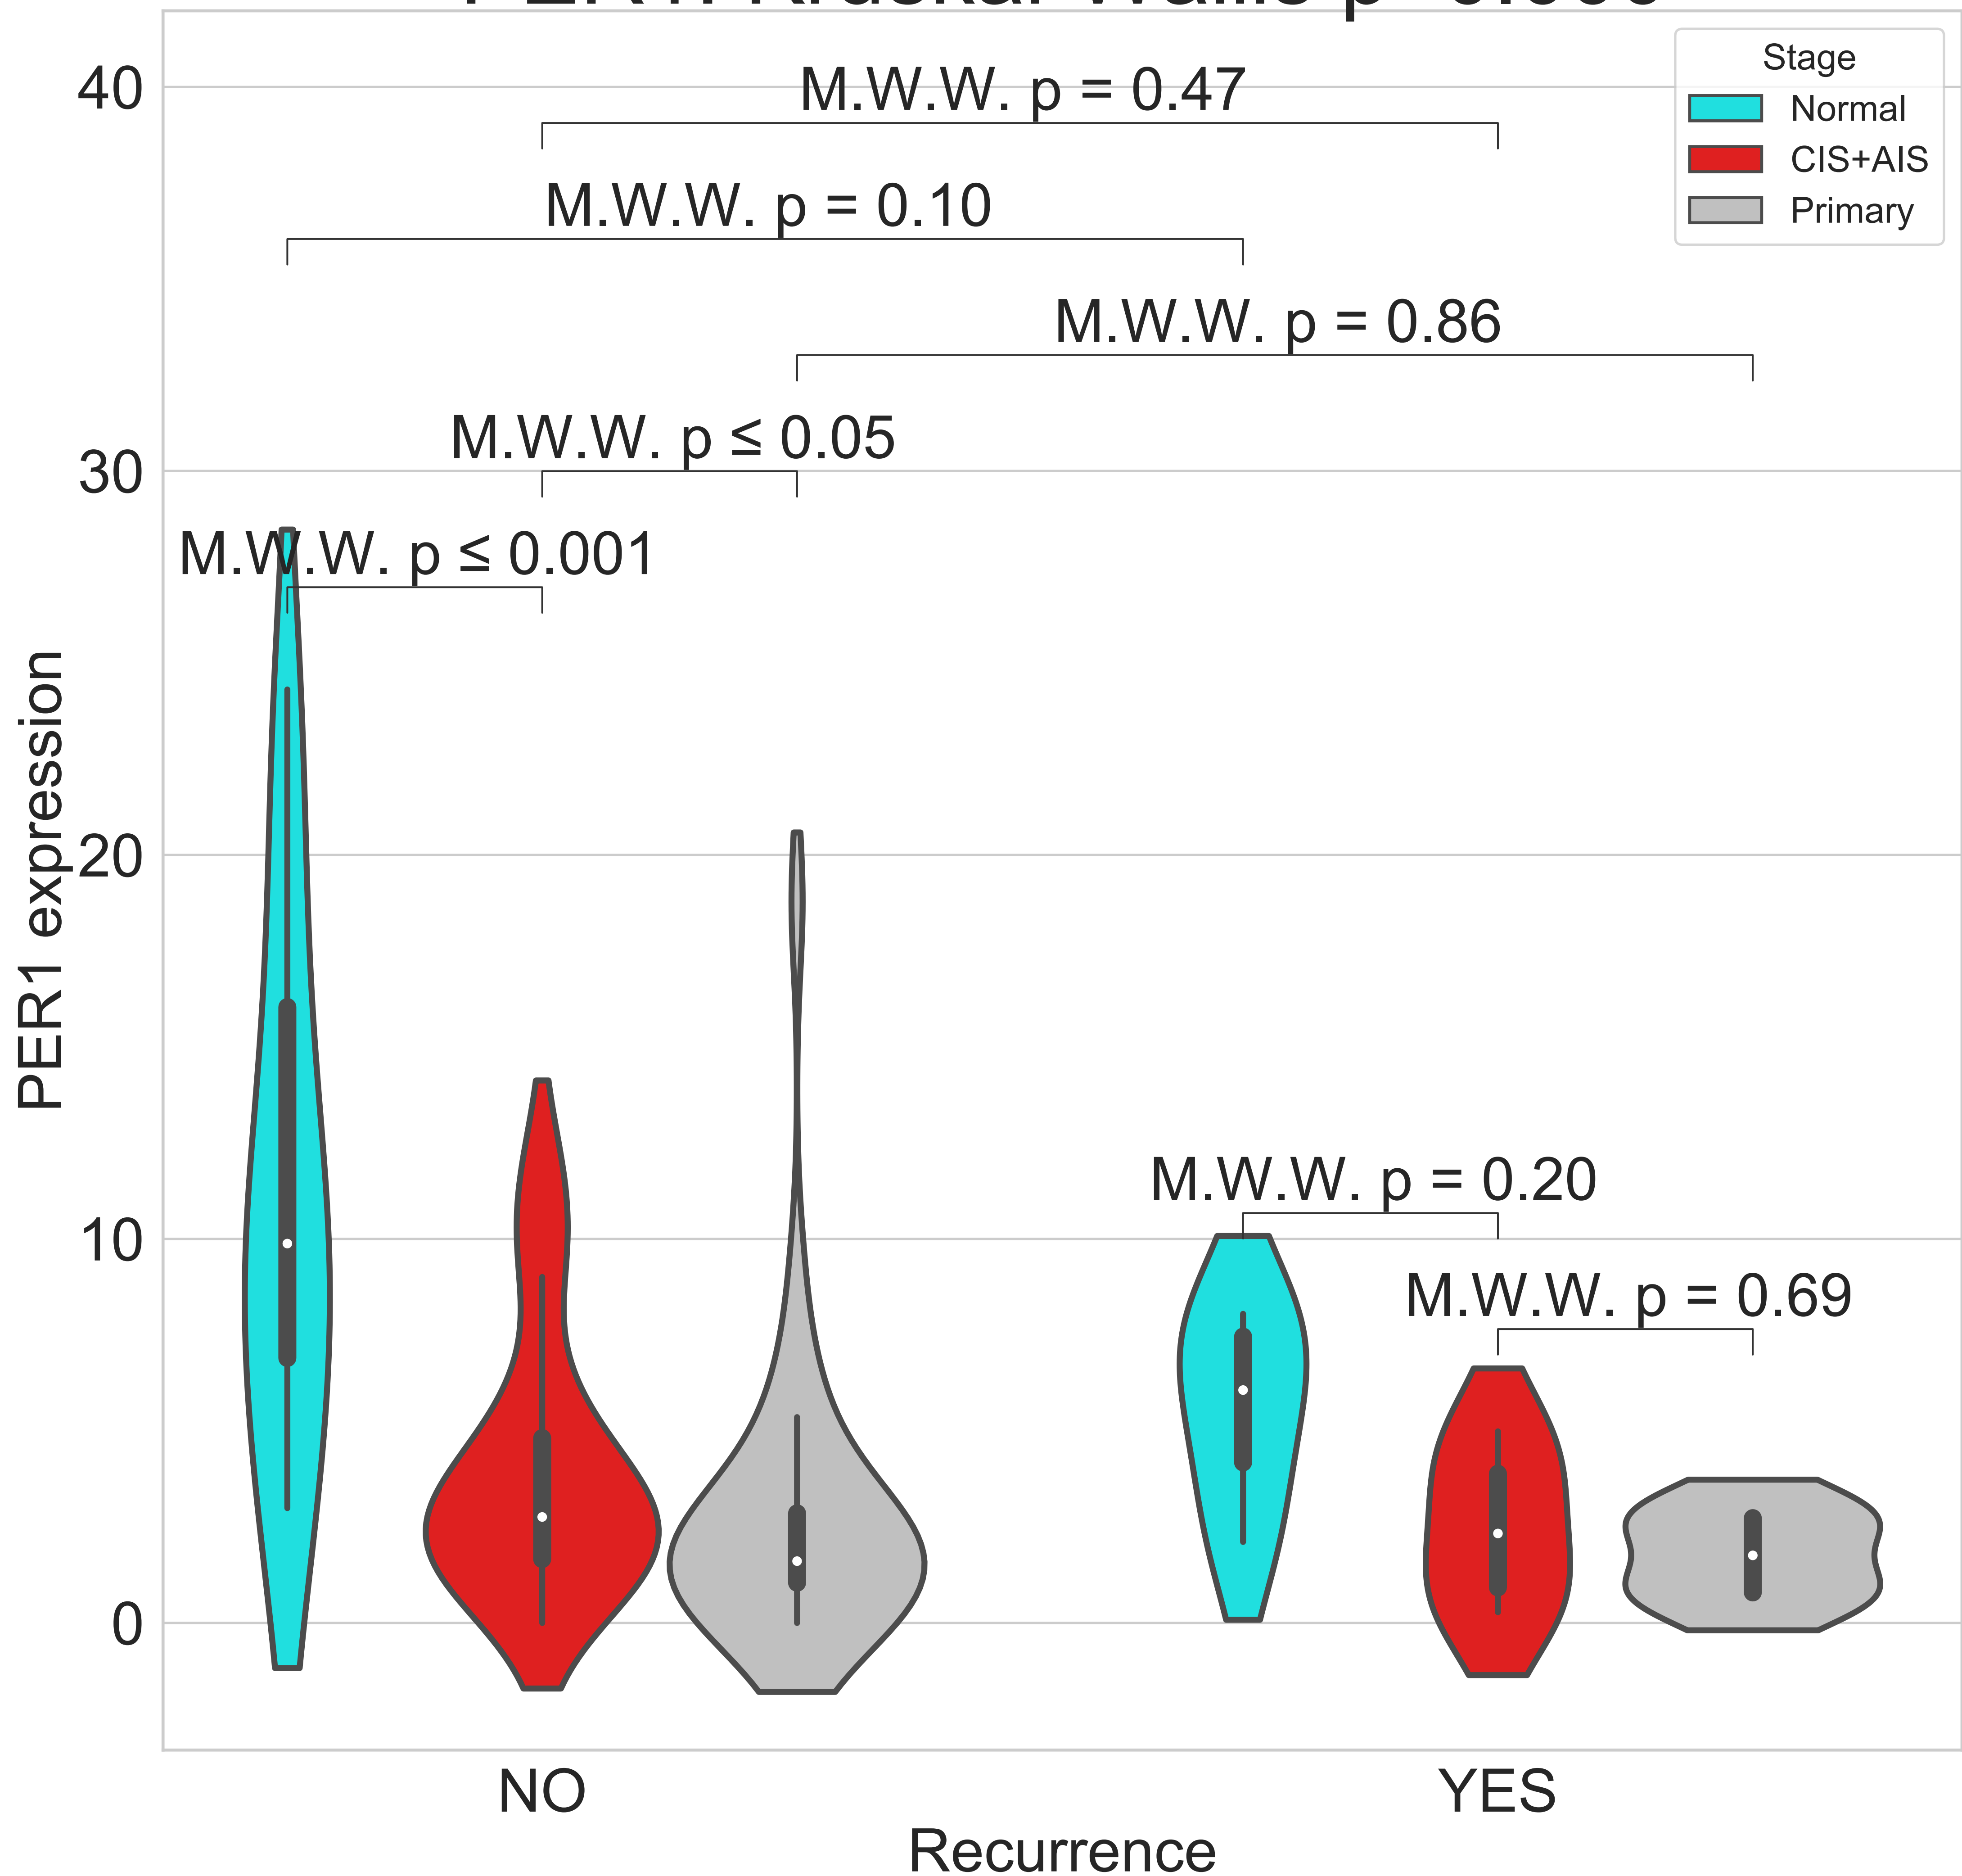 Stage
Normal
CIS+AIS
Primary
M.W.W. p = 0.47
M.W.W. p = 0.10
M.W.W. p = 0.86
M.W.W. p ≤ 0.05
M.W.W. p ≤ 0.001
M.W.W. p = 0.20
M.W.W. p = 0.69
40
30
20
10
0
PER1 expression
NO
YES
Recurrence